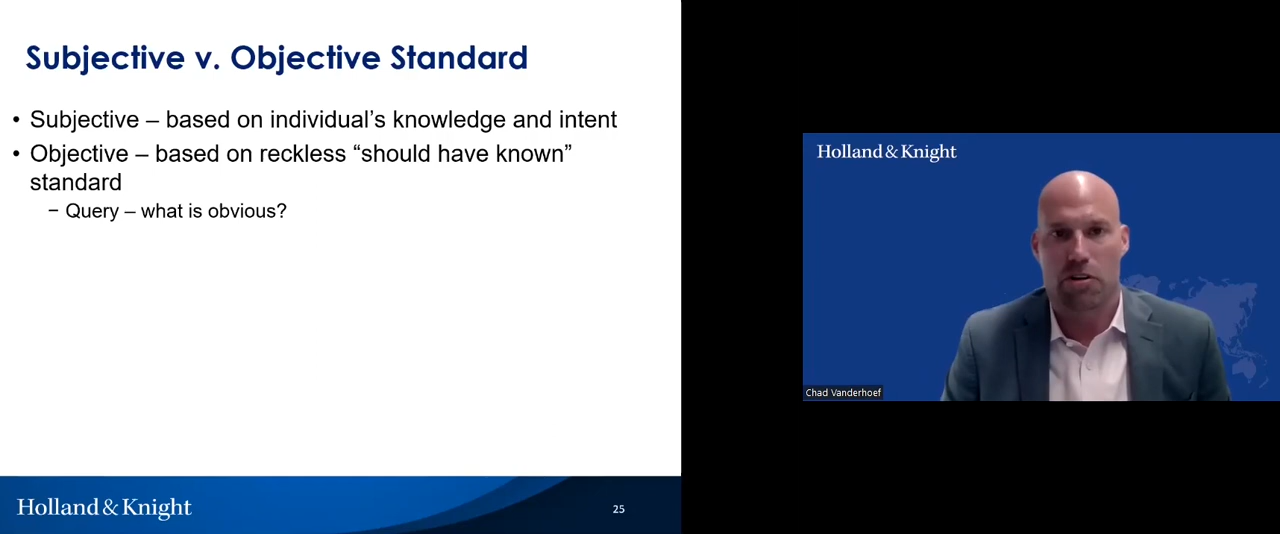 Subjective v. Objective Standard
• Subjective – based on individual’s knowledge and intent
• Objective – based on reckless “should have known”
standard
– Query – what is obvious?
Holland & Knight
25
Holland & Knight
Chad Vanderhoef